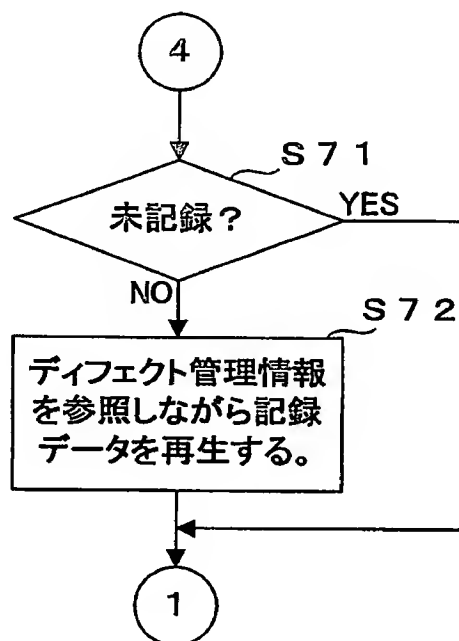 4
S71
未記録？
YES
NO
S72
ディフェクト管理情報
を参照しながら記録
データを再生する。
1